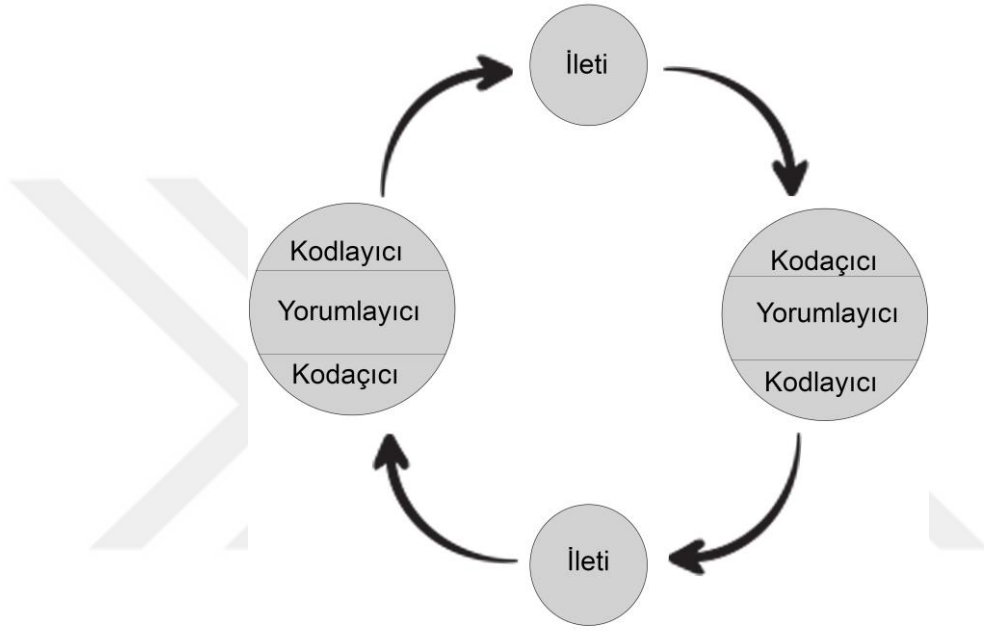 İleti
Kodlayıcı
Yorumlayıcı
Kodaçıcı
Kodaçıcı
Yorumlayıcı
Kodlayıcı
İleti